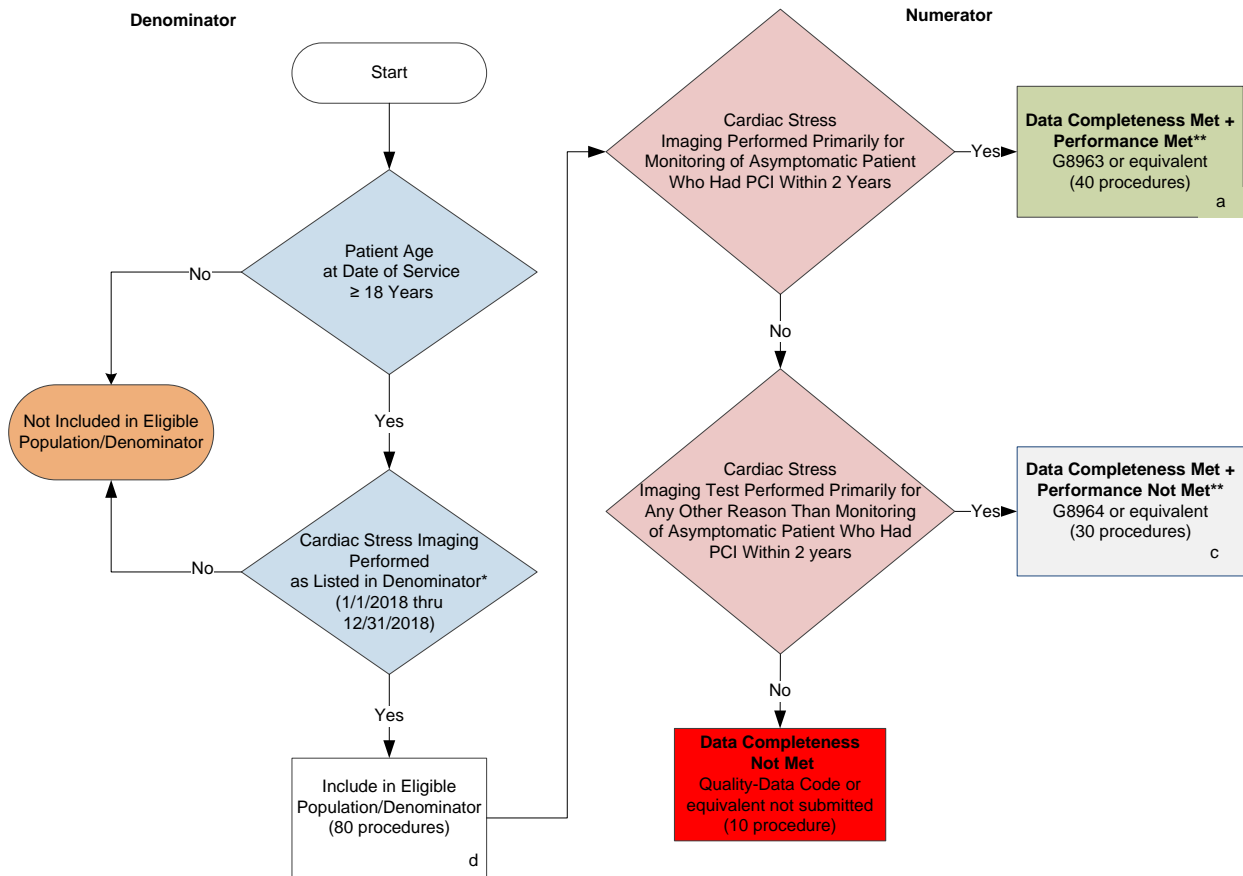 Denominator
Numerator
Start
Patient Age
at Date of Service
≥ 18 Years
No
Yes
Not Included in Eligible
Population/Denominator
Cardiac Stress Imaging
Performed
as Listed in Denominator*
(1/1/2018 thru
12/31/2018)
No
Yes
Include in Eligible
Population/Denominator
(80 procedures)
d
Cardiac Stress
Imaging Performed Primarily for
Monitoring of Asymptomatic Patient
Who Had PCI Within 2 Years
Yes
Data Completeness Met +
Performance Met**
G8963 or equivalent
(40 procedures)
a
No
Cardiac Stress
Imaging Test Performed Primarily for
Any Other Reason Than Monitoring
of Asymptomatic Patient Who Had
PCI Within 2 years
Yes
Data Completeness Met +
Performance Not Met**
G8964 or equivalent
(30 procedures)
c
No
Data Completeness
Not Met
Quality-Data Code or
equivalent not submitted
(10 procedure)